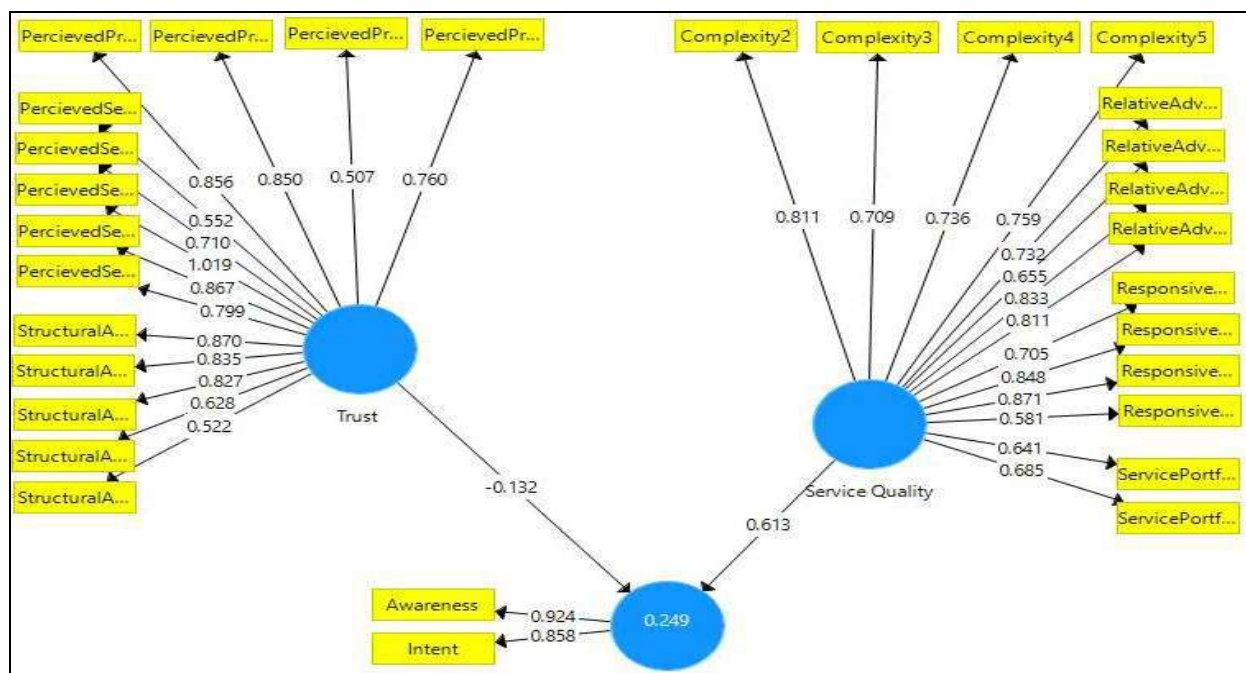 PercievedPr...
PercievedPr...
PercievedPr...
PercievedPr...
Complexity2
Complexity3
Complexity4
Complexity5
PercievedSe...
PercievedSe...
PercievedSe...
PercievedSe...
PercievedSe...
StructuralA...
StructuralA...
StructuralA...
StructuralA...
StructuralA...
0.856
0.850
0.507
0.760
0.552
0.710
1.019
0.867
0.799
0.870
0.835
0.827
0.628
0.522
Trust
RelativeAdv...
RelativeAdv...
RelativeAdv...
RelativeAdv...
Responsive...
Responsive...
Responsive...
Responsive...
ServicePortf...
ServicePortf...
0.811
0.709
0.736
0.759
0.732
0.655
0.833
0.811
0.705
0.848
0.871
0.581
0.641
0.685
Service Quality
-0.132
0.613
Awareness
Intent
0.924
0.858
0.249